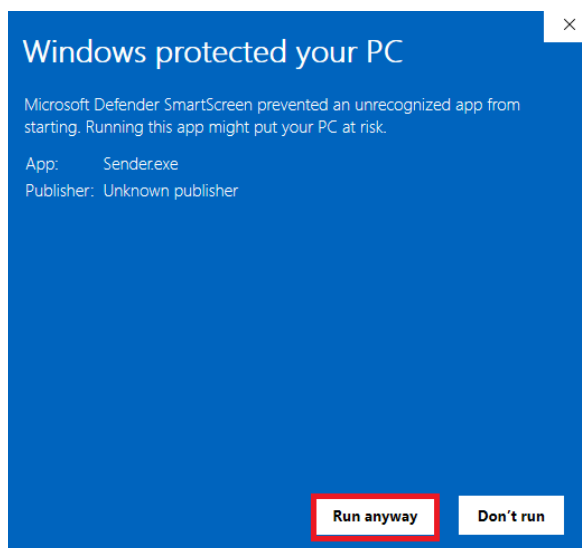 Windows protected your PC
Microsoft Defender SmartScreen prevented an unrecognized app from
starting. Running this app might put your PC at risk.
App: Sender.exe
Publisher: Unknown publisher
Run anyway Don't run